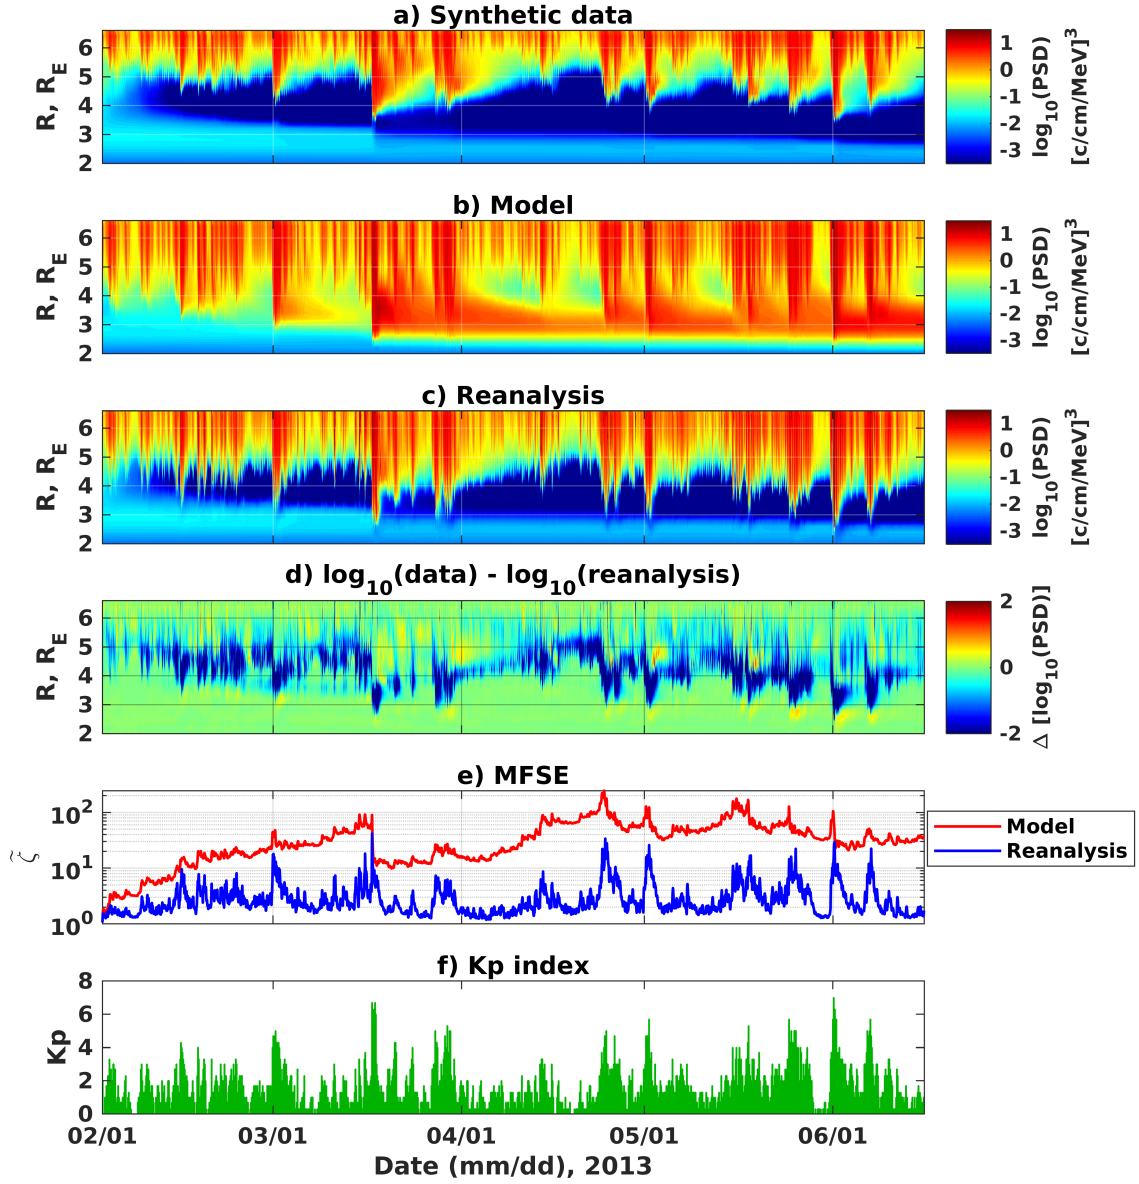 a) Synthetic data
R, R_E
6
5
4
3
2
1
0
-1
-2
-3
log10(PSD)
[c/cm/MeV]^3
b) Model
R, R_E
6
5
4
3
2
1
0
-1
-2
-3
log10(PSD)
[c/cm/MeV]^3
c) Reanalysis
R, R_E
6
5
4
3
2
1
0
-1
-2
-3
log10(PSD)
[c/cm/MeV]^3
d) log10(data) - log10(reanalysis)
R, R_E
6
5
4
3
2
2
0
-2
Δ [log10(PSD)]
e) MFSE
ζ̃
10^2
10^1
10^0
Model
Reanalysis
f) Kp index
Kp
8
6
4
2
0
02/01 03/01 04/01 05/01 06/01
Date (mm/dd), 2013